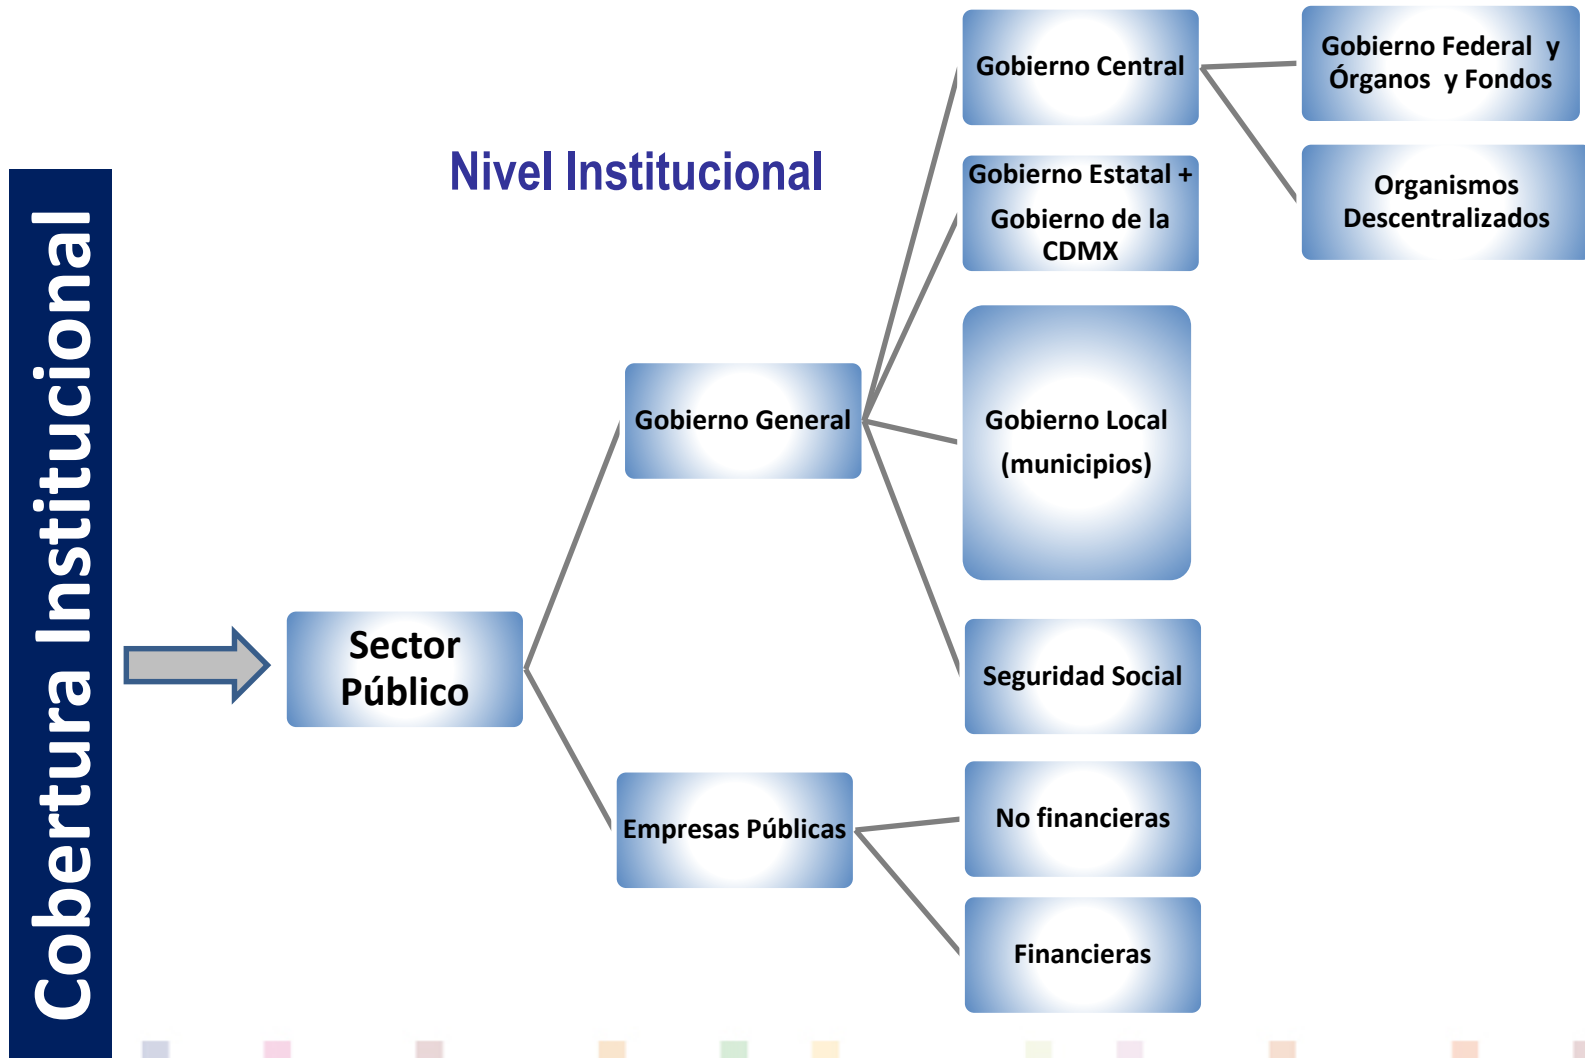 Cobertura Institucional
Nivel Institucional
Sector
Público
Gobierno General
Empresas Públicas
Gobierno Central
Gobierno Estatal +
Gobierno de la
CDMX
Gobierno Local
(municipios)
Seguridad Social
No financieras
Financieras
Gobierno Federal y
Órganos y Fondos
Organismos
Descentralizados